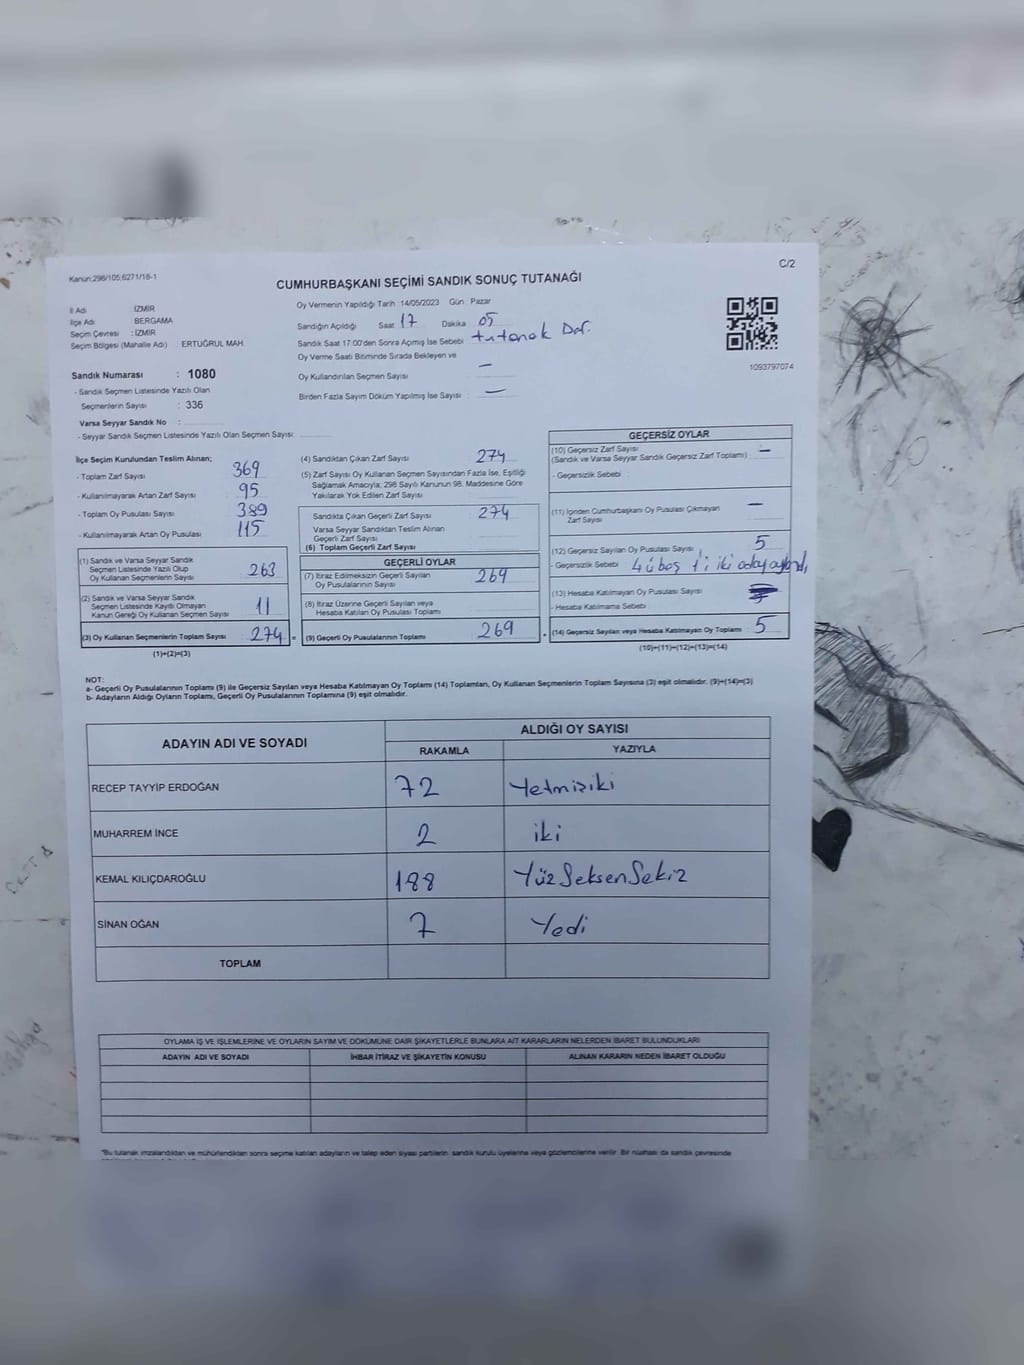 Kanun:298/105;6271/18-1
C/2
CUMHURBAŞKANI SEÇİMİ SANDIK SONUÇ TUTANAĞI
İl Adı İZMİR
İlçe Adı BERGAMA
Seçim Çevresi : İZMİR
Seçim Bölgesi (Mahalle Adı) : ERTUĞRUL MAH.
Sandık Numarası : 1080
- Sandık Seçmen Listesinde Yazılı Olan
Seçmenlerin Sayısı : 336
Varsa Seyyar Sandık No :
- Seyyar Sandık Seçmen Listesinde Yazılı Olan Seçmen Sayısı:
Oy Vermenin Yapıldığı Tarih :14/05/2023 Gün Pazar
Sandığın Açıldığı Saat 17 Dakika 05
Sandık Saat 17:00'den Sonra Açmış İse Sebebi tutanak Def.
Oy Verme Saati Bitiminde Sırada Bekleyen ve
Oy Kullandırılan Seçmen Sayısı —
Birden Fazla Sayım Döküm Yapılmış İse Sayısı : —
1093797074
İlçe Seçim Kurulundan Teslim Alınan;
- Toplam Zarf Sayısı 369
- Kullanılmayarak Artan Zarf Sayısı 95
- Toplam Oy Pusulası Sayısı 389
- Kullanılmayarak Artan Oy Pusulası 115
(1) Sandık ve Varsa Seyyar Sandık
Seçmen Listesinde Yazılı Olup
Oy Kullanan Seçmenlerin Sayısı 263
(2) Sandık ve Varsa Seyyar Sandık
Seçmen Listesinde Kayıtlı Olmayan
Kanun Gereği Oy Kullanan Seçmen Sayısı 11
(3) Oy Kullanan Seçmenlerin Toplam Sayısı 274 =
(1)+(2)=(3)
(4) Sandıktan Çıkan Zarf Sayısı 274
(5) Zarf Sayısı Oy Kullanan Seçmen Sayısından Fazla İse, Eşitliği
Sağlamak Amacıyla; 298 Sayılı Kanunun 98. Maddesine Göre
Yakılarak Yok Edilen Zarf Sayısı
Sandıkta Çıkan Geçerli Zarf Sayısı 274
Varsa Seyyar Sandıktan Teslim Alınan
Geçerli Zarf Sayısı
(6) Toplam Geçerli Zarf Sayısı
GEÇERLİ OYLAR
(7) İtiraz Edilmeksizin Geçerli Sayılan
Oy Pusulalarının Sayısı 269
(8) İtiraz Üzerine Geçerli Sayılan veya
Hesaba Katılan Oy Pusulası Toplamı
(9) Geçerli Oy Pusulalarının Toplamı 269
GEÇERSİZ OYLAR
(10) Geçersiz Zarf Sayısı
(Sandık ve Varsa Seyyar Sandık Geçersiz Zarf Toplamı) —
- Geçersizlik Sebebi :
(11) İçinden Cumhurbaşkanı Oy Pusulası Çıkmayan
Zarf Sayısı —
(12) Geçersiz Sayılan Oy Pusulası Sayısı 5
- Geçersizlik Sebebi 4ü boş 1'i iki aday
(13) Hesaba Katılmayan Oy Pusulası Sayısı
- Hesaba Katılmama Sebebi
(14) Geçersiz Sayılan veya Hesaba Katılmayan Oy Toplamı 5
(10)+(11)+(12)+(13)=(14)
NOT:
a- Geçerli Oy Pusulalarının Toplamı (9) ile Geçersiz Sayılan veya Hesaba Katılmayan Oy Toplamı (14) Toplamları, Oy Kullanan Seçmenlerin Toplam Sayısına (3) eşit olmalıdır. (9)+(14)=(3)
b- Adayların Aldığı Oyların Toplamı, Geçerli Oy Pusulalarının Toplamına (9) eşit olmalıdır.
ADAYIN ADI VE SOYADI ALDIĞI OY SAYISI
RAKAMLA YAZIYLA
RECEP TAYYİP ERDOĞAN 72 Yetmişiki
MUHARREM İNCE 2 iki
KEMAL KILIÇDAROĞLU 188 YüzSeksenSekiz
SİNAN OĞAN 7 Yedi
TOPLAM
OYLAMA İŞ VE İŞLEMLERİNE VE OYLARIN SAYIM VE DÖKÜMÜNE DAİR ŞİKAYETLERLE BUNLARA AİT KARARLARIN NELERDEN İBARET BULUNDUKLARI
ADAYIN ADI VE SOYADI İHBAR İTİRAZ VE ŞİKAYETİN KONUSU ALINAN KARARIN NEDEN İBARET OLDUĞU
*Bu tutanak imzalandıktan ve mühürlendikten sonra seçime katılan adayların ve talep eden siyasi partilerin sandık kurulu üyelerine veya gözlemcilerine verilir. Bir nüshası da sandık çevresinde